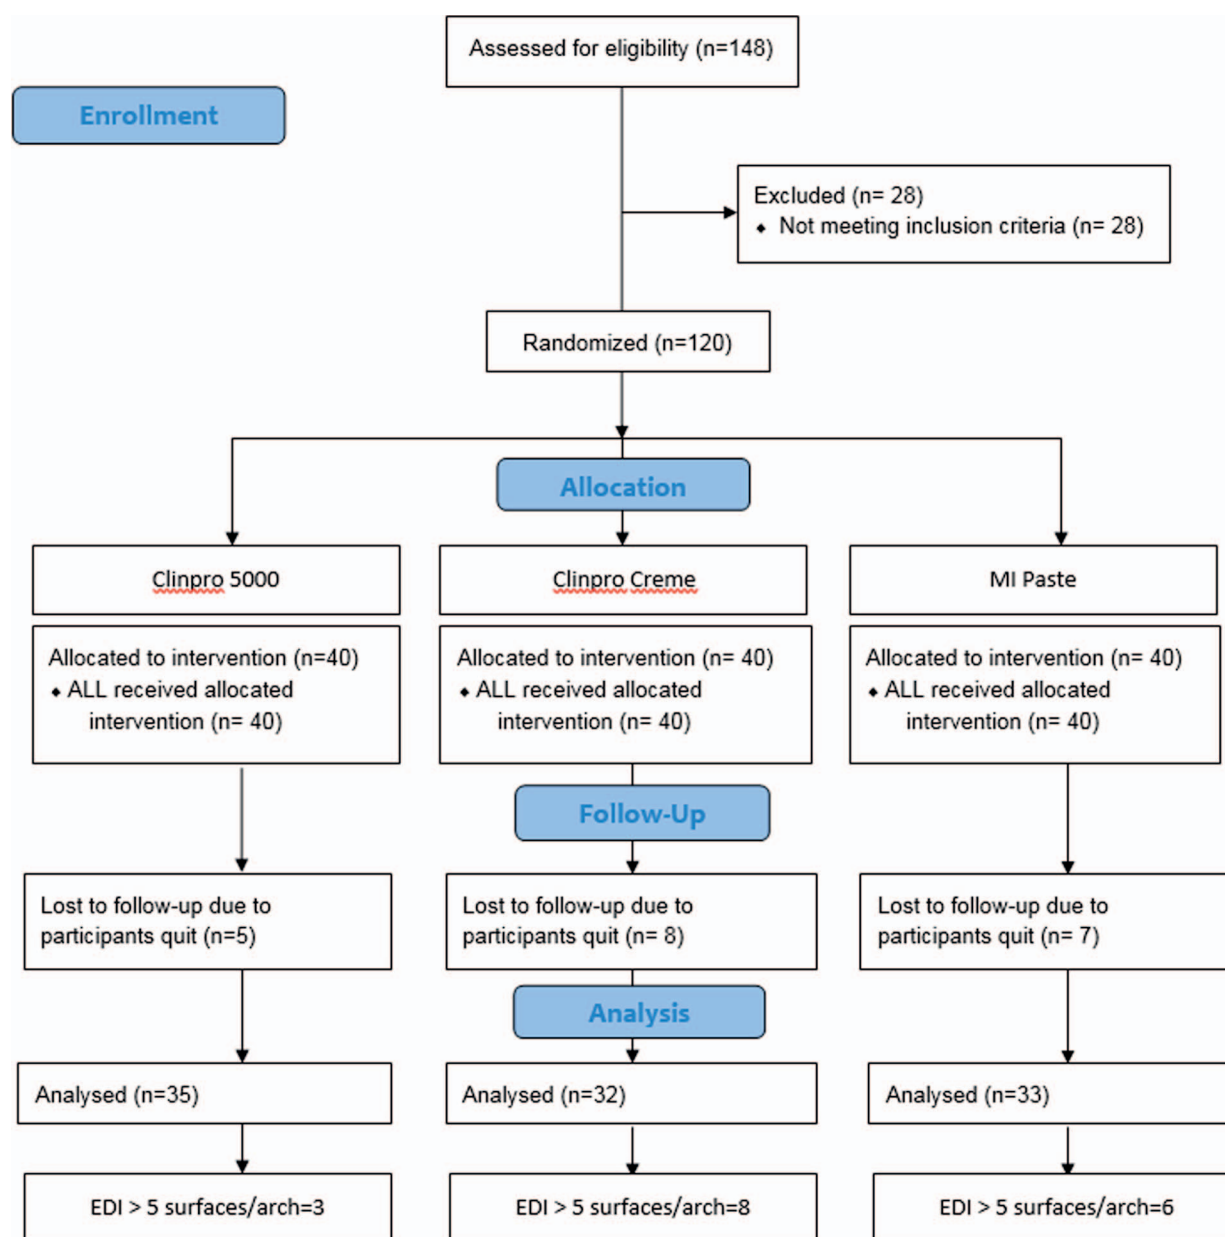 Assessed for eligibility (n=148)
Enrollment
Excluded (n= 28)
⬥ Not meeting inclusion criteria (n= 28)
Randomized (n=120)
Allocation
Clinpro 5000
Clinpro Creme
MI Paste
Allocated to intervention (n=40)
⬥ ALL received allocated
intervention (n= 40)
Allocated to intervention (n= 40)
⬥ ALL received allocated
intervention (n= 40)
Allocated to intervention (n= 40)
⬥ ALL received allocated
intervention (n= 40)
Follow-Up
Lost to follow-up due to
participants quit (n=5)
Lost to follow-up due to
participants quit (n= 8)
Lost to follow-up due to
participants quit (n= 7)
Analysis
Analysed (n=35)
Analysed (n=32)
Analysed (n=33)
EDI > 5 surfaces/arch=3
EDI > 5 surfaces/arch=8
EDI > 5 surfaces/arch=6